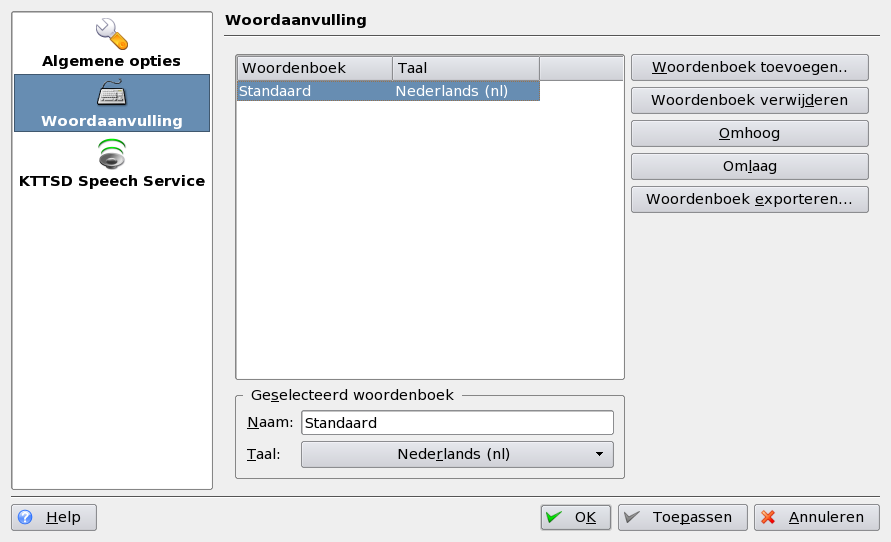 Algemene opties
Woordaanvulling
KTTSD Speech Service
Woordaanvulling
Woordenboek Taal
Standaard Nederlands (nl)
Woordenboek toevoegen..
Woordenboek verwijderen
Omhoog
Omlaag
Woordenboek exporteren...
Geselecteerd woordenboek
Naam: Standaard
Taal: Nederlands (nl)
Help OK Toepassen Annuleren